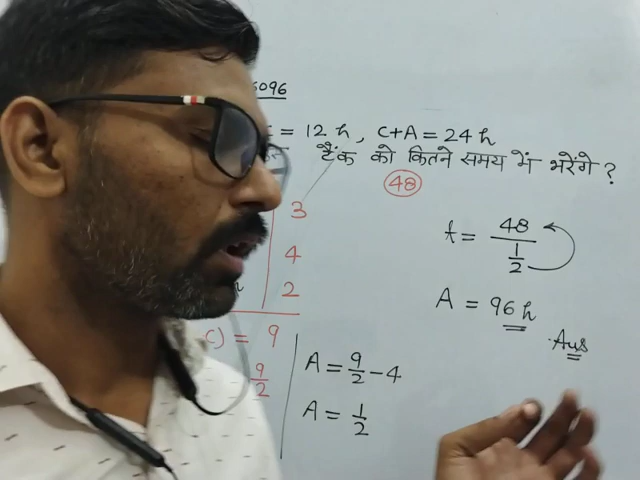 6096
= 12 h , C+A = 24 h
टैंक को कितने समय में भरेंगे ?
48
3
4
2
C) = 9
9/2
A = 9/2 - 4
A = 1/2
t = 48 / 1/2
A = 96 h
Aus